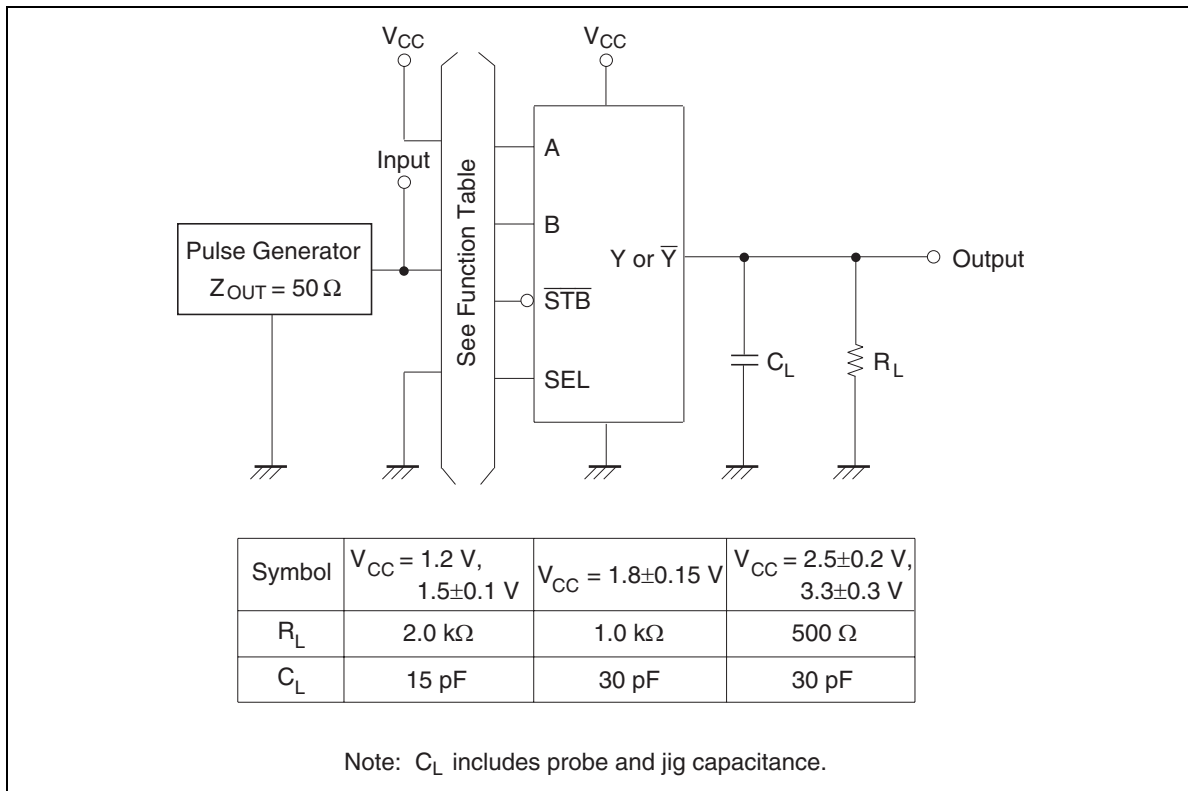 VCC
VCC
Input
Pulse Generator
ZOUT = 50 Ω
See Function Table
A
B
STB
SEL
Y or Y
Output
CL
RL
Symbol
VCC = 1.2 V,
1.5±0.1 V
VCC = 1.8±0.15 V
VCC = 2.5±0.2 V,
3.3±0.3 V
RL
2.0 kΩ
1.0 kΩ
500 Ω
CL
15 pF
30 pF
30 pF
Note: CL includes probe and jig capacitance.